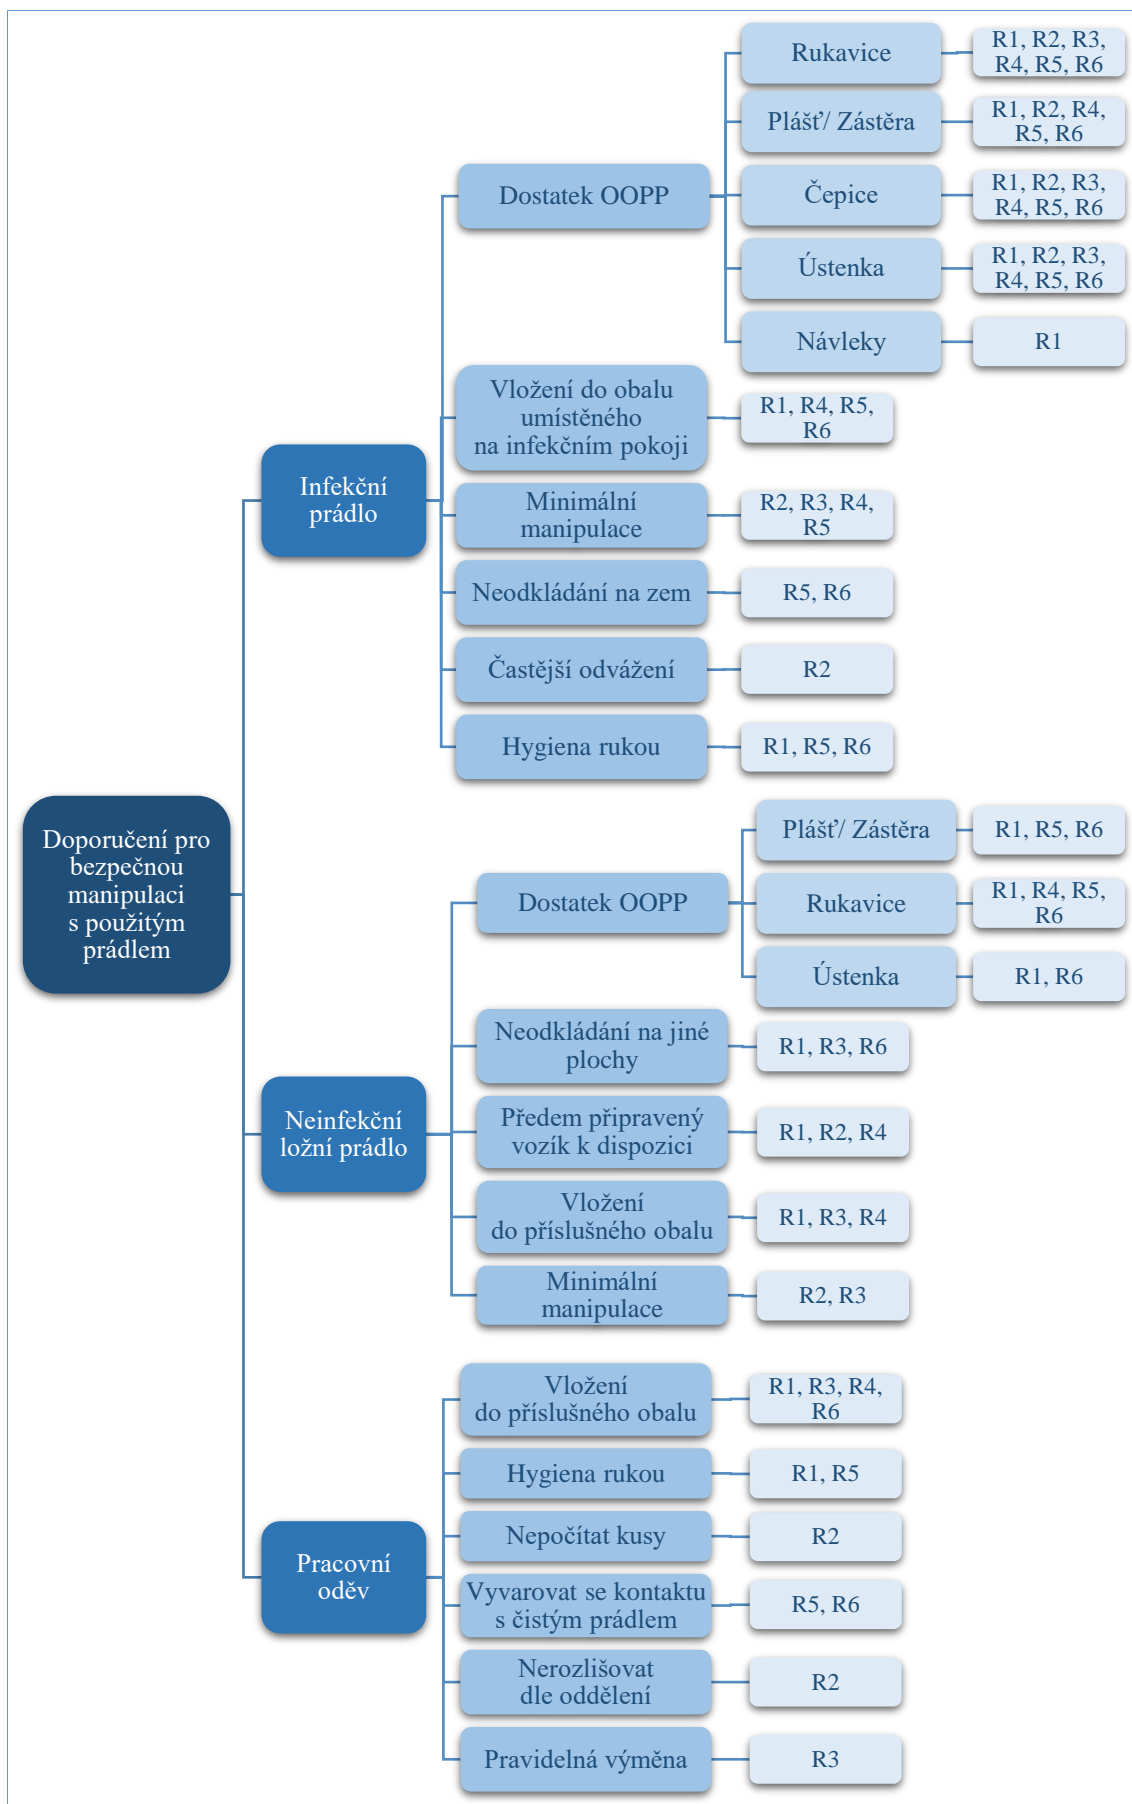 Doporučení pro
bezpečnou
manipulaci
s použitým
prádlem
Infekční
prádlo
Dostatek OOPP
Rukavice
R1, R2, R3,
R4, R5, R6
Plášť/ Zástěra
R1, R2, R4,
R5, R6
Čepice
R1, R2, R3,
R4, R5, R6
Ústenka
R1, R2, R3,
R4, R5, R6
Návleky
R1
Vložení do obalu
umístěného
na infekčním pokoji
R1, R4, R5,
R6
Minimální
manipulace
R2, R3, R4,
R5
Neodkládání na zem
R5, R6
Častější odvážení
R2
Hygiena rukou
R1, R5, R6
Neinfekční
ložní prádlo
Dostatek OOPP
Plášť/ Zástěra
R1, R5, R6
Rukavice
R1, R4, R5,
R6
Ústenka
R1, R6
Neodkládání na jiné
plochy
R1, R3, R6
Předem připravený
vozík k dispozici
R1, R2, R4
Vložení
do příslušného obalu
R1, R3, R4
Minimální
manipulace
R2, R3
Pracovní
oděv
Vložení
do příslušného obalu
R1, R3, R4,
R6
Hygiena rukou
R1, R5
Nepočítat kusy
R2
Vyvarovat se kontaktu
s čistým prádlem
R5, R6
Nerozlišovat
dle oddělení
R2
Pravidelná výměna
R3